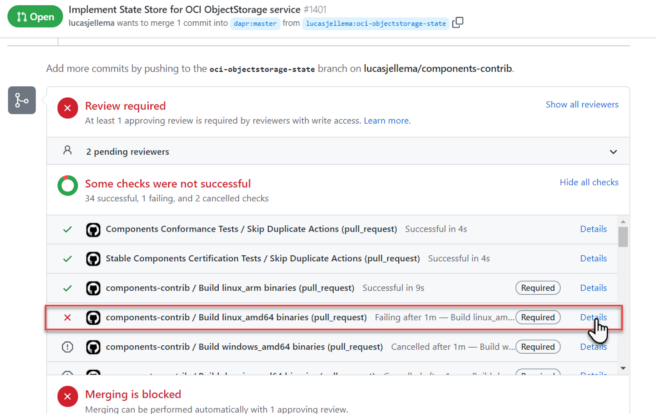 Open
Implement State Store for OCI ObjectStorage service #1401
lucasjellema wants to merge 1 commit into dapr:master from lucasjellema:oci-objectstorage-state
Add more commits by pushing to the oci-objectstorage-state branch on lucasjellema/components-contrib.
Review required
Show all reviewers
At least 1 approving review is required by reviewers with write access. Learn more.
2 pending reviewers
Some checks were not successful
Hide all checks
34 successful, 1 failing, and 2 cancelled checks
Components Conformance Tests / Skip Duplicate Actions (pull_request) Successful in 4s Details
Stable Components Certification Tests / Skip Duplicate Actions (pull_request) Successful in 4s Details
components-contrib / Build linux_arm binaries (pull_request) Successful in 9s Required Details
components-contrib / Build linux_amd64 binaries (pull_request) Failing after 1m — Build linux_am... Required Details
components-contrib / Build windows_amd64 binaries (pull_request) Cancelled after 1m — Build w... Required Details
Merging is blocked
Merging can be performed automatically with 1 approving review.